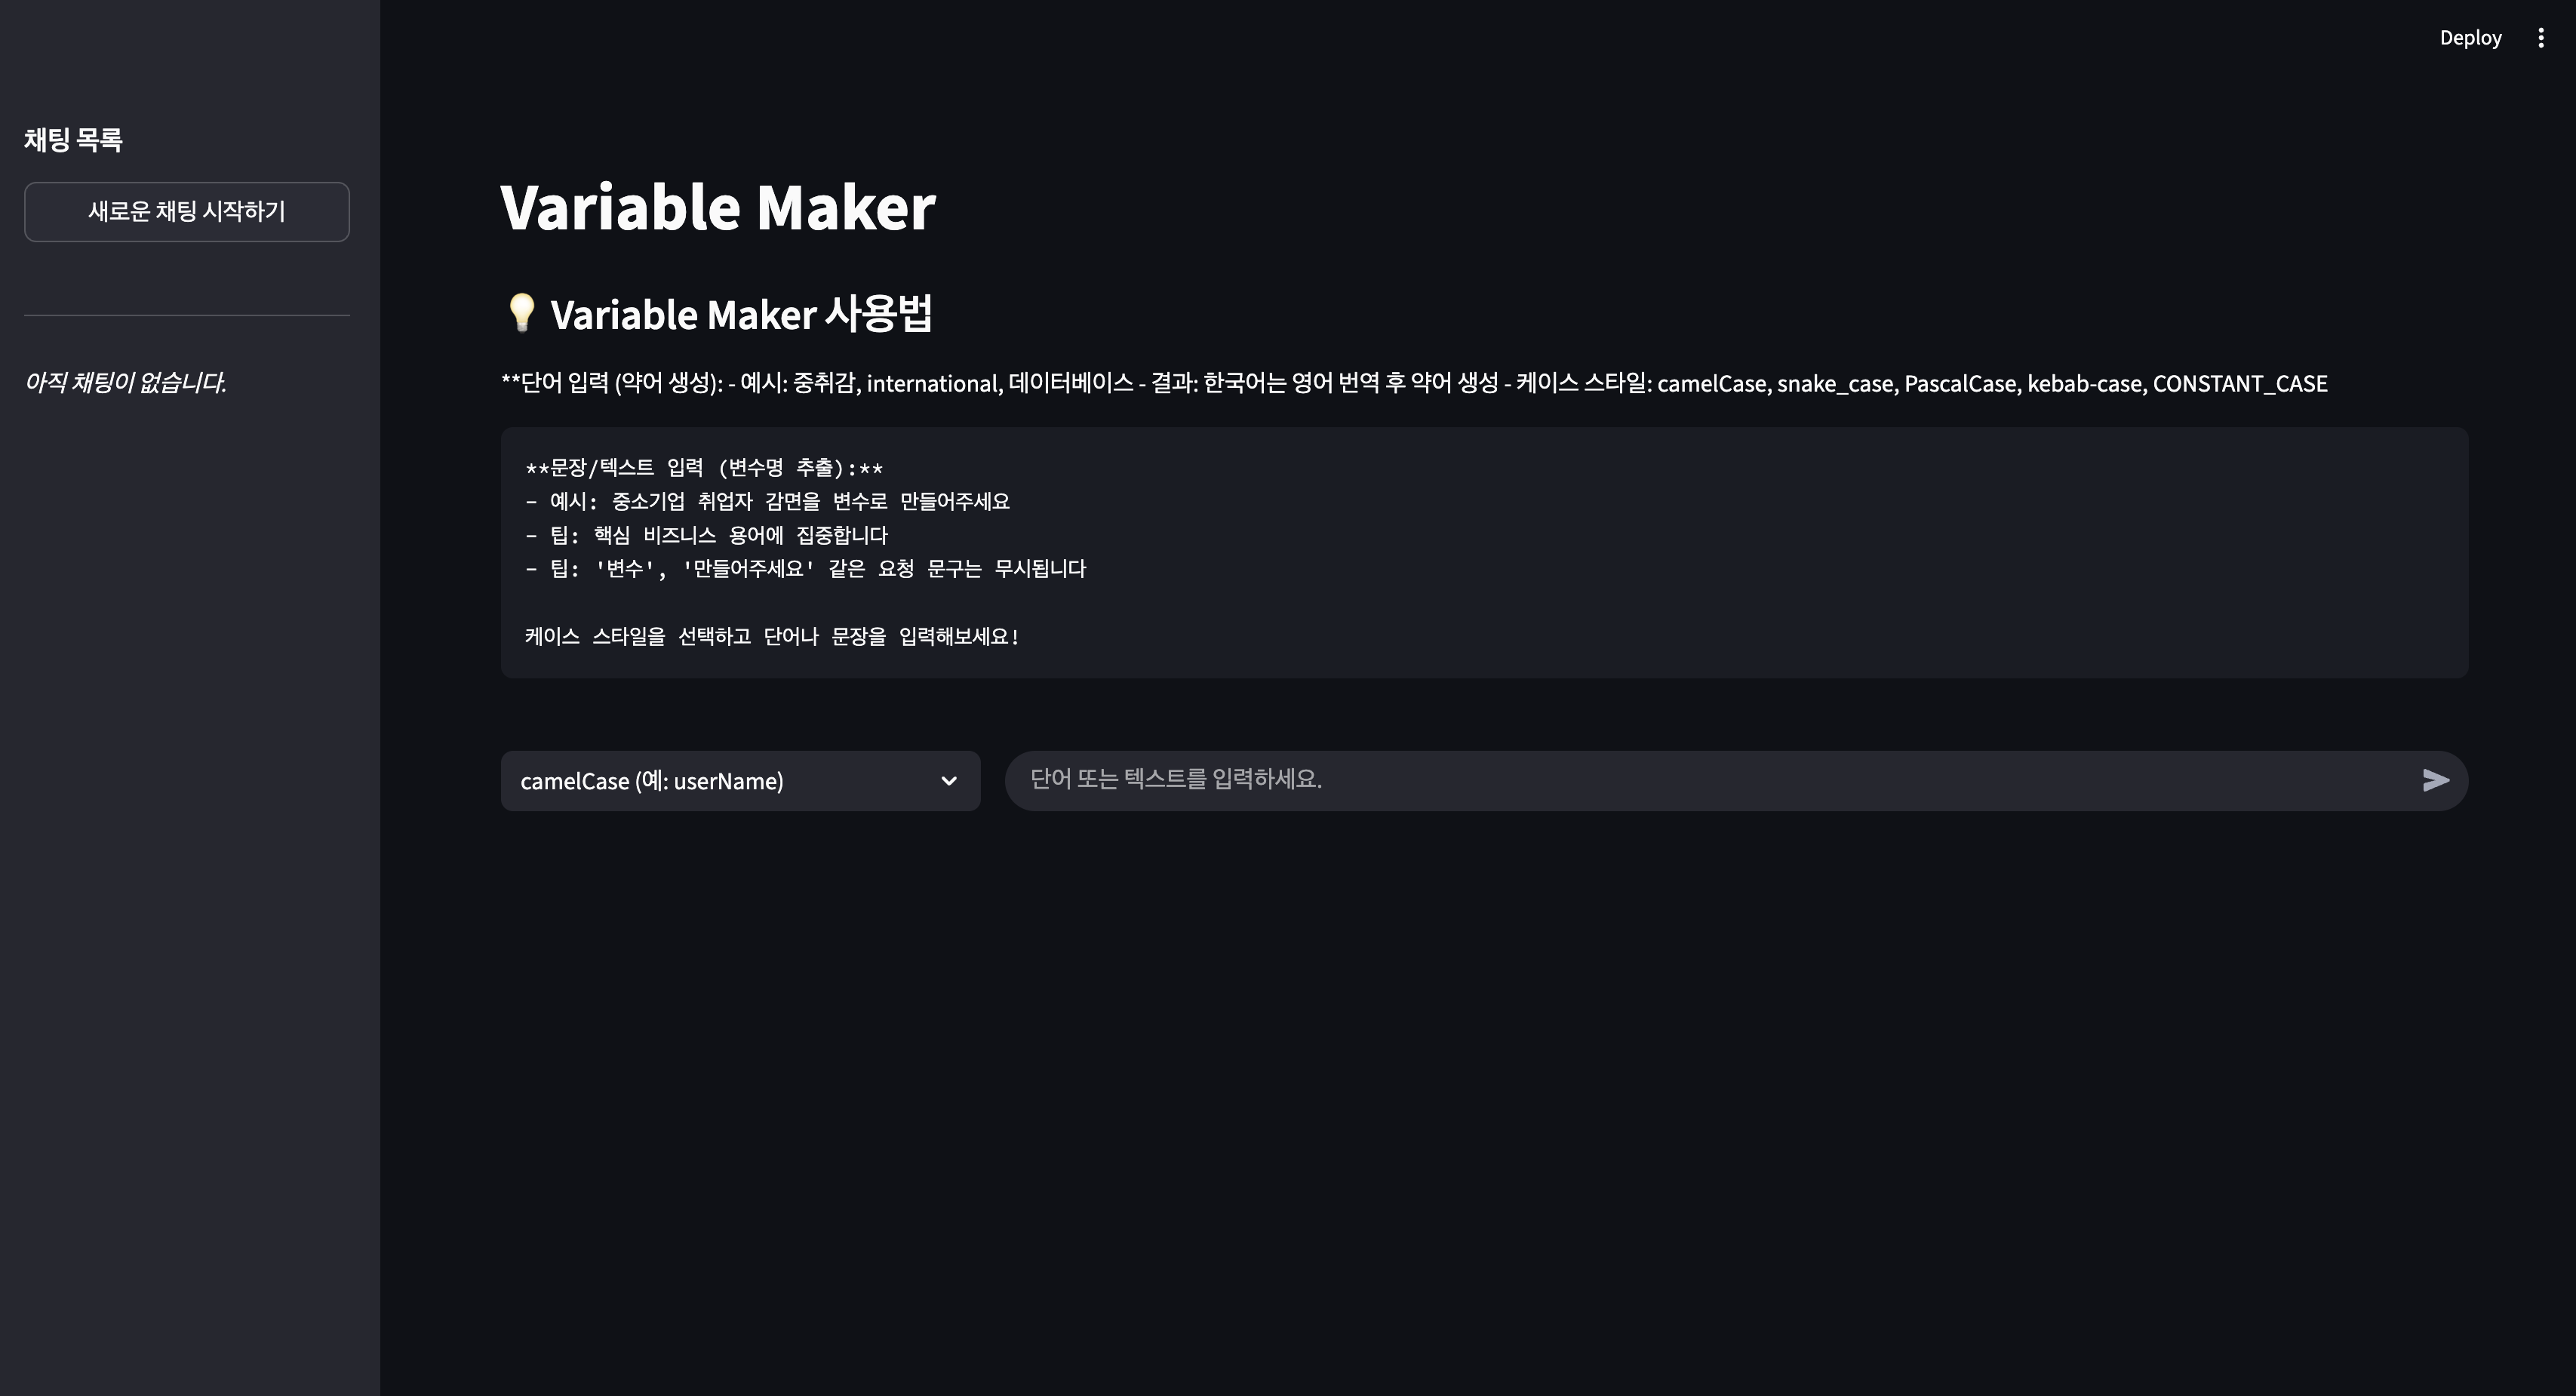 Deploy
채팅 목록
새로운 채팅 시작하기
아직 채팅이 없습니다.
Variable Maker
💡 Variable Maker 사용법
**단어 입력 (약어 생성): - 예시: 중취감, international, 데이터베이스 - 결과: 한국어는 영어 번역 후 약어 생성 - 케이스 스타일: camelCase, snake_case, PascalCase, kebab-case, CONSTANT_CASE
**문장/텍스트 입력 (변수명 추출):**
- 예시: 중소기업 취업자 감면을 변수로 만들어주세요
- 팁: 핵심 비즈니스 용어에 집중합니다
- 팁: '변수', '만들어주세요' 같은 요청 문구는 무시됩니다
케이스 스타일을 선택하고 단어나 문장을 입력해보세요!
camelCase (예: userName)
단어 또는 텍스트를 입력하세요.